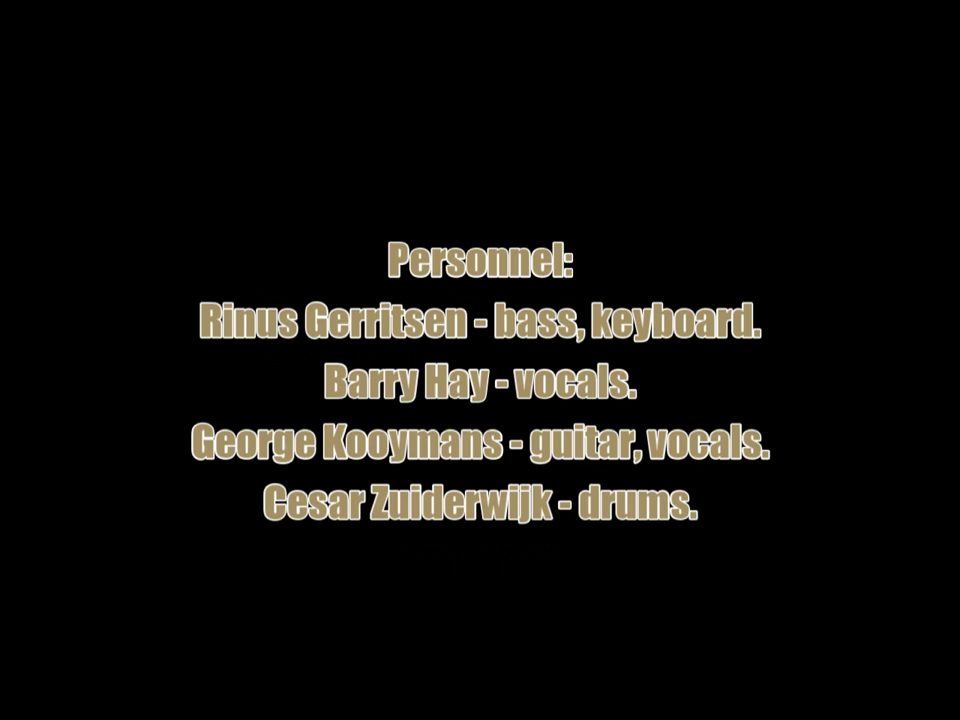 Personnel:
Rinus Gerritsen - bass, keyboard.
Barry Hay - vocals.
George Kooymans - guitar, vocals.
Cesar Zuiderwijk - drums.